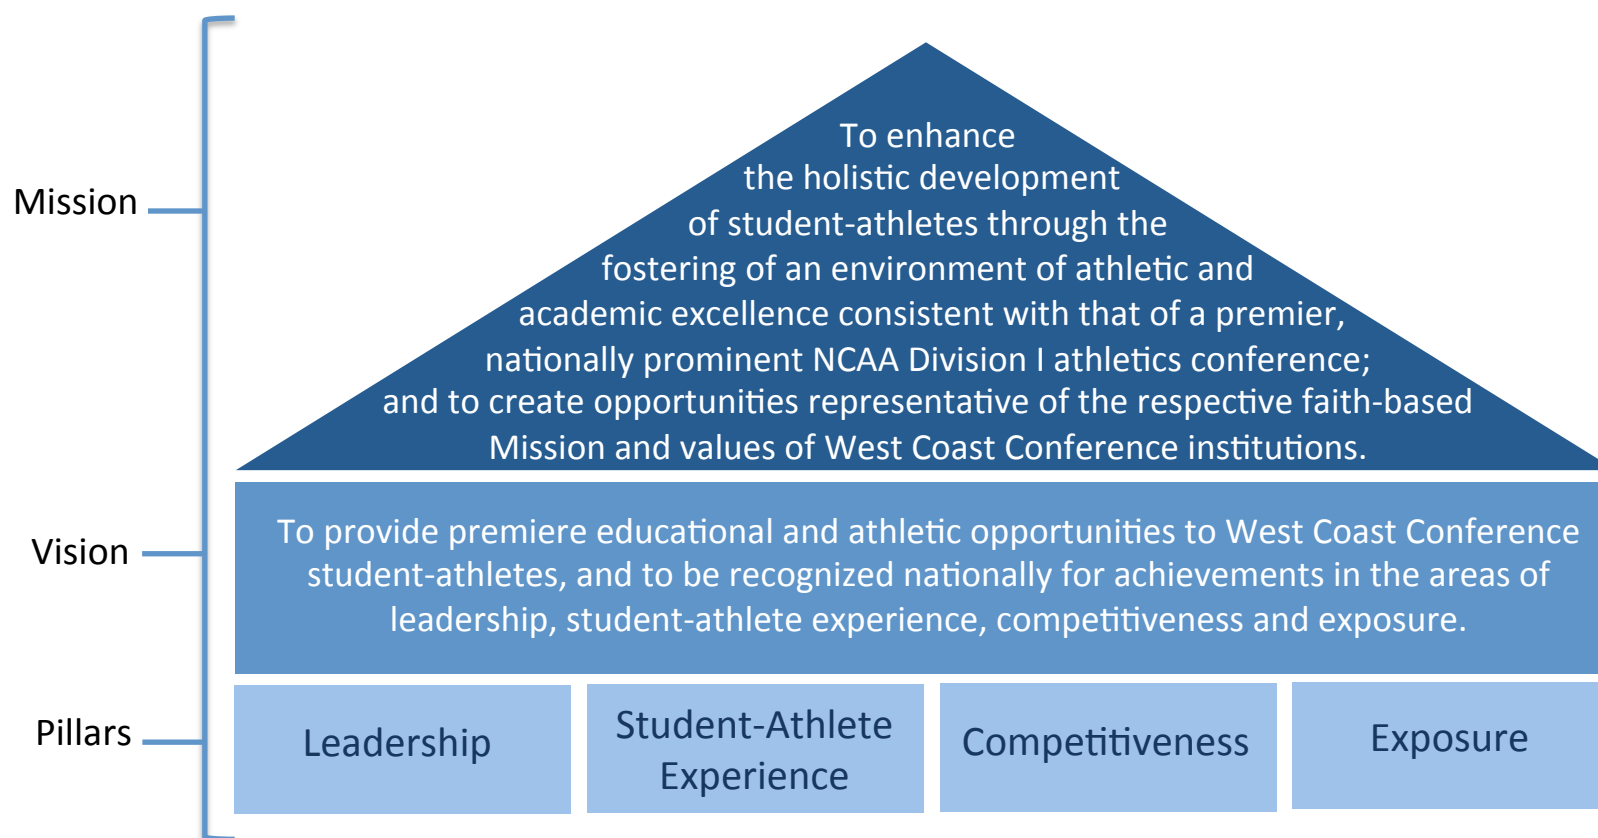 Mission
To enhance
the holistic development
of student-athletes through the
fostering of an environment of athletic and
academic excellence consistent with that of a premier,
nationally prominent NCAA Division I athletics conference;
and to create opportunities representative of the respective faith-based
Mission and values of West Coast Conference institutions.
Vision
To provide premiere educational and athletic opportunities to West Coast Conference
student-athletes, and to be recognized nationally for achievements in the areas of
leadership, student-athlete experience, competitiveness and exposure.
Pillars
Leadership
Student-Athlete
Experience
Competitiveness
Exposure